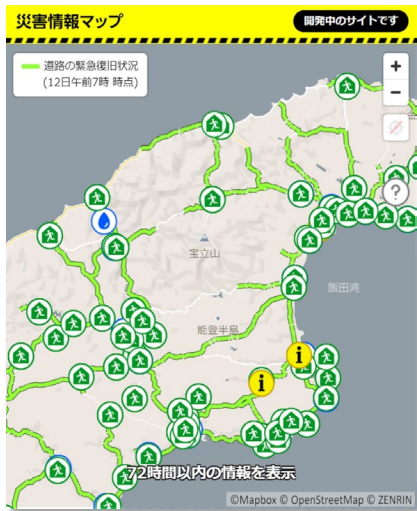 災害情報マップ
開発中のサイトです
道路の緊急復旧状況
(12日午前7時 時点)
+
−
?
宝立山
飯田湾
能登半島
i
i
72時間以内の情報を表示
©Mapbox © OpenStreetMap © ZENRIN